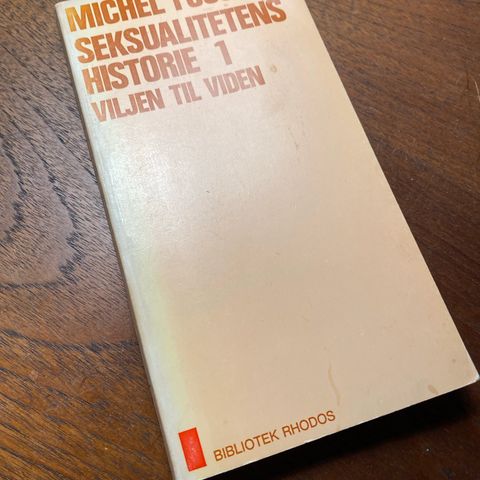 MICHEL
SEKSUALITETENS
HISTORIE 1
VILJEN TIL VIDEN
BIBLIOTEK RHODOS